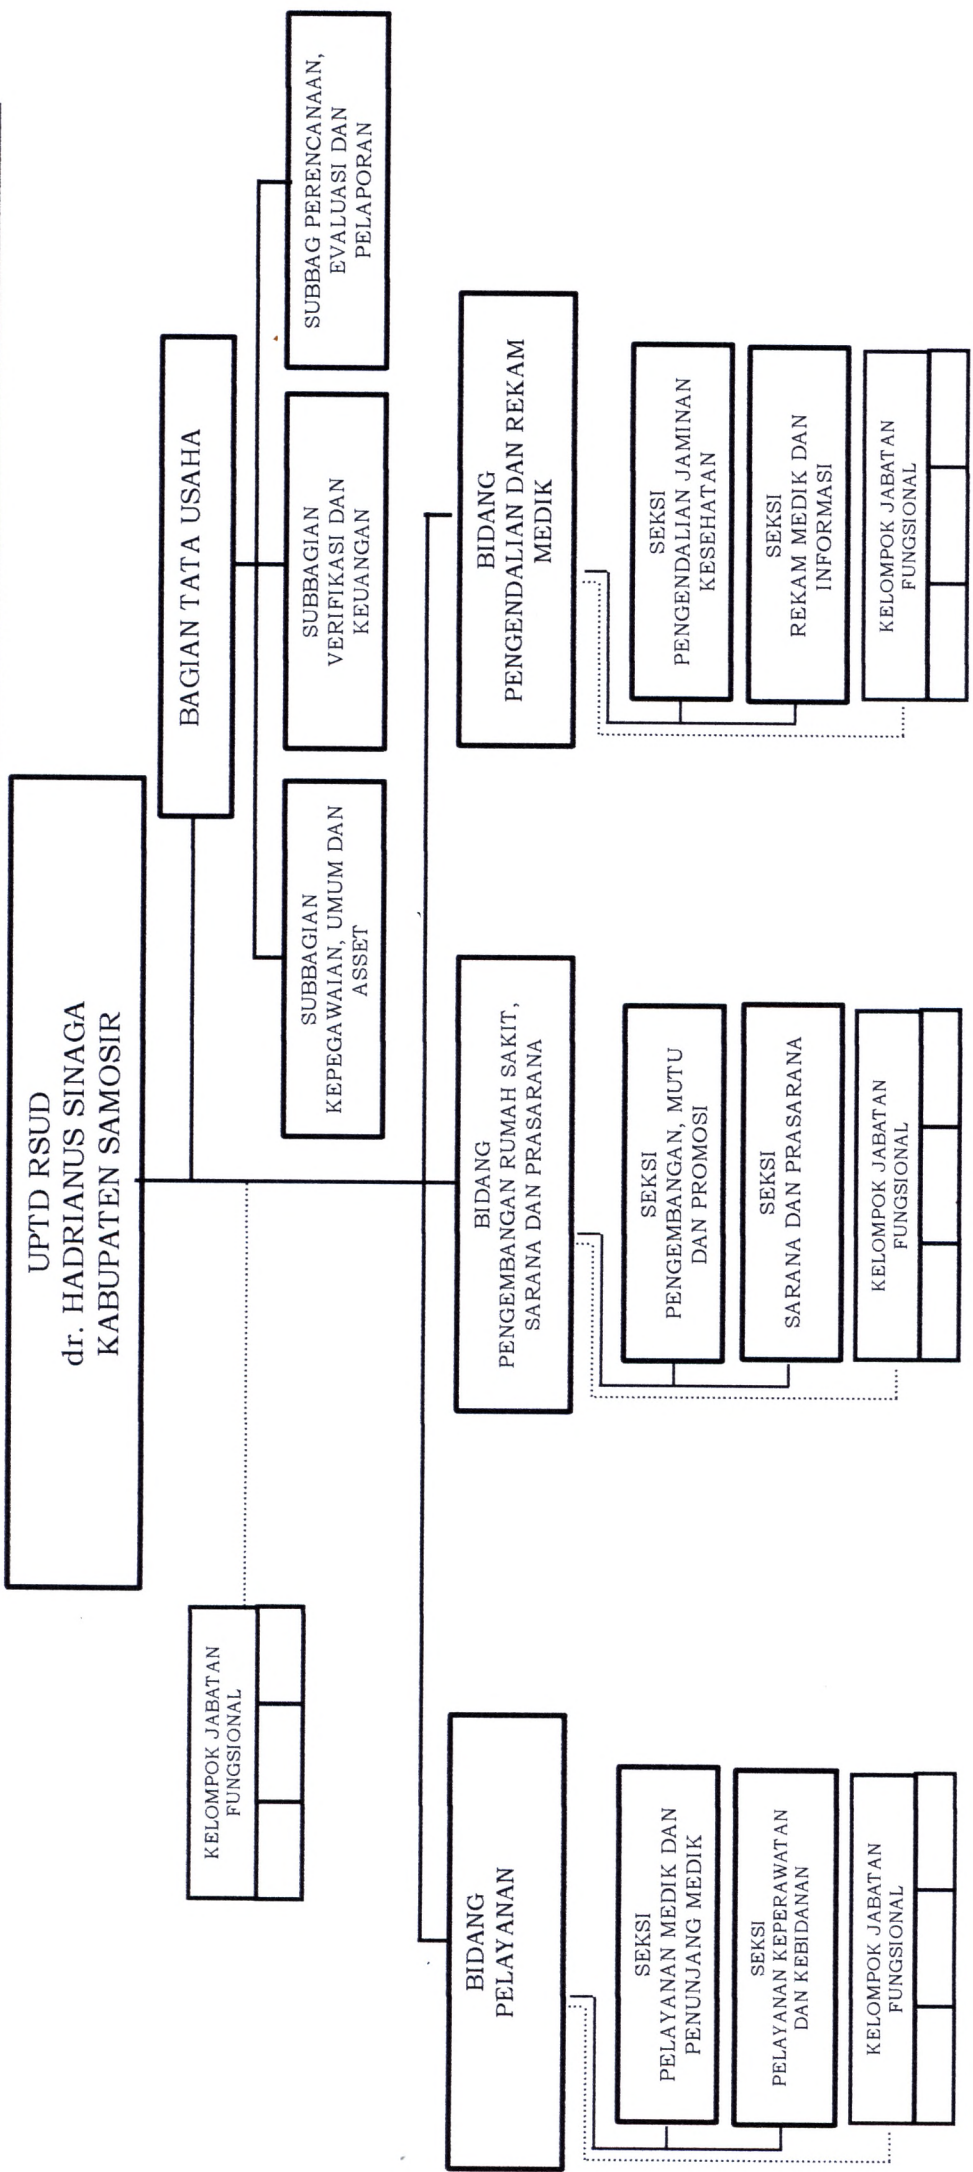 UPTD RSUD
dr. HADRIANUS SINAGA
KABUPATEN SAMOSIR
BAGIAN TATA USAHA
KELOMPOK JABATAN
FUNGSIONAL
SUBBAGIAN
KEPEGAWAIAN, UMUM DAN
ASSET
SUBBAGIAN
VERIFIKASI DAN
KEUANGAN
SUBBAG PERENCANAAN,
EVALUASI DAN
PELAPORAN
BIDANG
PELAYANAN
SEKSI
PELAYANAN MEDIK DAN
PENUNJANG MEDIK
SEKSI
PELAYANAN KEPERAWATAN
DAN KEBIDANAN
KELOMPOK JABATAN
FUNGSIONAL
BIDANG
PENGEMBANGAN RUMAH SAKIT,
SARANA DAN PRASARANA
SEKSI
PENGEMBANGAN, MUTU
DAN PROMOSI
SEKSI
SARANA DAN PRASARANA
KELOMPOK JABATAN
FUNGSIONAL
BIDANG
PENGENDALIAN DAN REKAM
MEDIK
SEKSI
PENGENDALIAN JAMINAN
KESEHATAN
SEKSI
REKAM MEDIK DAN
INFORMASI
KELOMPOK JABATAN
FUNGSIONAL